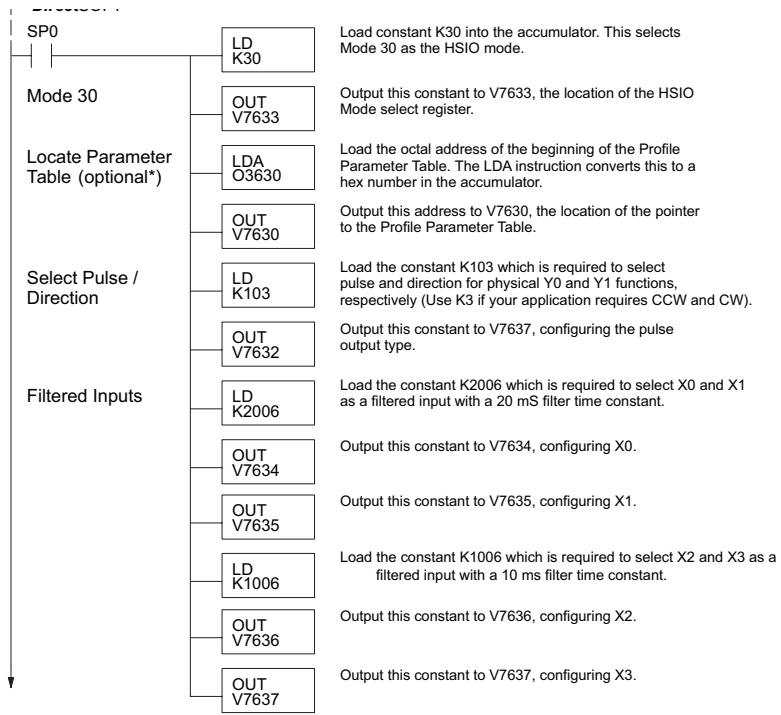 SP0
LD
K30
Load constant K30 into the accumulator. This selects
Mode 30 as the HSIO mode.
Mode 30
OUT
V7633
Output this constant to V7633, the location of the HSIO
Mode select register.
Locate Parameter
Table (optional*)
LDA
O3630
Load the octal address of the beginning of the Profile
Parameter Table. The LDA instruction converts this to a
hex number in the accumulator.
OUT
V7630
Output this address to V7630, the location of the pointer
to the Profile Parameter Table.
Select Pulse /
Direction
LD
K103
Load the constant K103 which is required to select
pulse and direction for physical Y0 and Y1 functions,
respectively (Use K3 if your application requires CCW and CW).
OUT
V7632
Output this constant to V7637, configuring the pulse
output type.
Filtered Inputs
LD
K2006
Load the constant K2006 which is required to select X0 and X1
as a filtered input with a 20 mS filter time constant.
OUT
V7634
Output this constant to V7634, configuring X0.
OUT
V7635
Output this constant to V7635, configuring X1.
LD
K1006
Load the constant K1006 which is required to select X2 and X3 as a
filtered input with a 10 ms filter time constant.
OUT
V7636
Output this constant to V7636, configuring X2.
OUT
V7637
Output this constant to V7637, configuring X3.